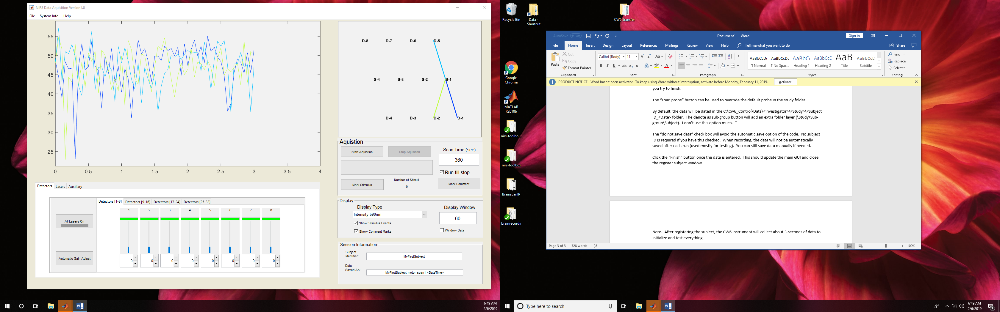 NIRS Data Aquisition Version I.0
File System Info Help
55
50
45
40
35
30
25
0 0.5 1 1.5 2 2.5 3 3.5 4
D-8 D-7 D-6 D-5
S-4 S-3 S-2 S-1
D-4 D-3 D-2 D-1
Aquistion
Start Aquistion Stop Aquistion Scan Time (sec)
360
Run till stop
Mark Stimulus Number of Stimuli Mark Comment
0
Detectors Lasers Auxillary
Detectors [1-8] Detectors [9-16] Detectors [17-24] Detectors [25-32]
1 2 3 4 5 6 7 8
All Lasers On
Automatic Gain Adjust
0 0 0 0 0 0 0 0
Display
Display Type Display Window
Intensity 690nm 60
Show Stimulus Events
Show Comment Marks Window Data
Session Information
Subject
Identifier: MyFirstSubject
Data
Saved As: MyFirstSubject-motor-scan1-<DateTime>
6:49 AM
2/6/2019
Recycle Bin
Data -
Shortcut
CW6_transfer
Google
Chrome
MATLAB
R2018b
nirs-toolbo...
nirs-toolbox
BrainscanIR
brainrecordir
AutoSave Off Document1 - Word Sign in
File Home Insert Design Layout References Mailings Review View Help Tell me what you want to do Share
Paste Cut
Copy
Format Painter
Clipboard
Calibri (Body) 11 A A Aa
B I U abc x₂ x² A ab A
Font
Paragraph
AaBbCcDc AaBbCcDc AaBbCc AaBbCcE AaB AaBbCcD
¶ Normal ¶ No Spac... Heading 1 Heading 2 Title Subtitle
Styles
Find
Replace
Select
Editing
PRODUCT NOTICE Word hasn't been activated. To keep using Word without interruption, activate before Monday, February 11, 2019. Activate
you try to finish.
The “Load probe” button can be used to override the default probe in the study folder
By default, the data will be dated in the C:\Cw6_Control\Data\<Investigator>\<Study>\<Subject
ID_<Date> folder. The denote as sub-group button will add an extra folder layer (\Study\Sub-
group\Subject). I don’t use this option much. T
The “do not save data” check box will avoid the automatic save option of the code. No subject
ID is required if you have this checked. When recording, the data will not be automatically
saved after each run (used mostly for testing). You can still save data manually if needed.
Click the “Finish” button once the data is entered. This should update the main GUI and close
the register subject window.
Note- After registering the subject, the CW6 instrument will collect about 3-seconds of data to
initialize and test everything.
Page 3 of 3 328 words 100%
Type here to search
6:49 AM
2/6/2019
1